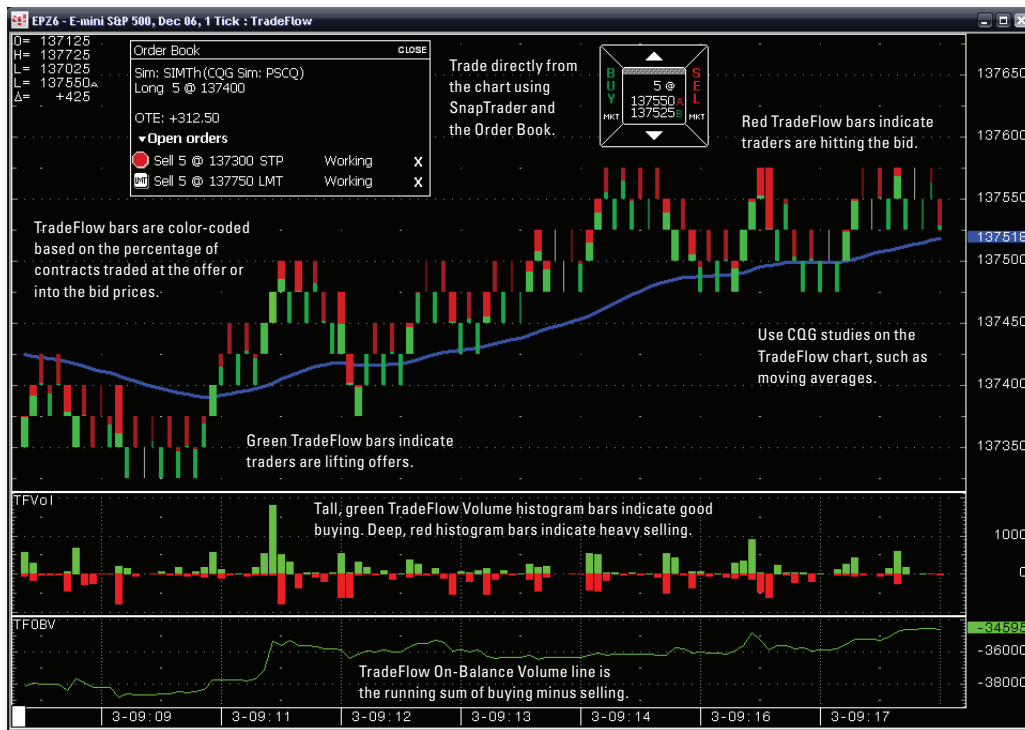 EPZ6 - E-mini S&P 500, Dec 06, 1 Tick : TradeFlow
O= 137125
H= 137725
L= 137025
L= 137550A
Δ= +425
Order Book CLOSE
Sim: SIMTh (CQG Sim: PSCQ)
Long 5 @ 137400
OTE: +312.50
▾Open orders
Sell 5 @ 137300 STP Working X
LMT Sell 5 @ 137750 LMT Working X
Trade directly from
the chart using
SnapTrader and
the Order Book.
BUY
MKT
5 @
137550A
137525B
SELL
MKT
Red TradeFlow bars indicate
traders are hitting the bid.
TradeFlow bars are color-coded
based on the percentage of
contracts traded at the offer or
into the bid prices.
Use CQG studies on the
TradeFlow chart, such as
moving averages.
Green TradeFlow bars indicate
traders are lifting offers.
137650
137600
137550
137518
137500
137450
137400
137350
TFVol
Tall, green TradeFlow Volume histogram bars indicate good
buying. Deep, red histogram bars indicate heavy selling.
1000
0
TFOBV
TradeFlow On-Balance Volume line is
the running sum of buying minus selling.
-34595
-36000
-38000
3-09:09 3-09:11 3-09:12 3-09:13 3-09:14 3-09:16 3-09:17